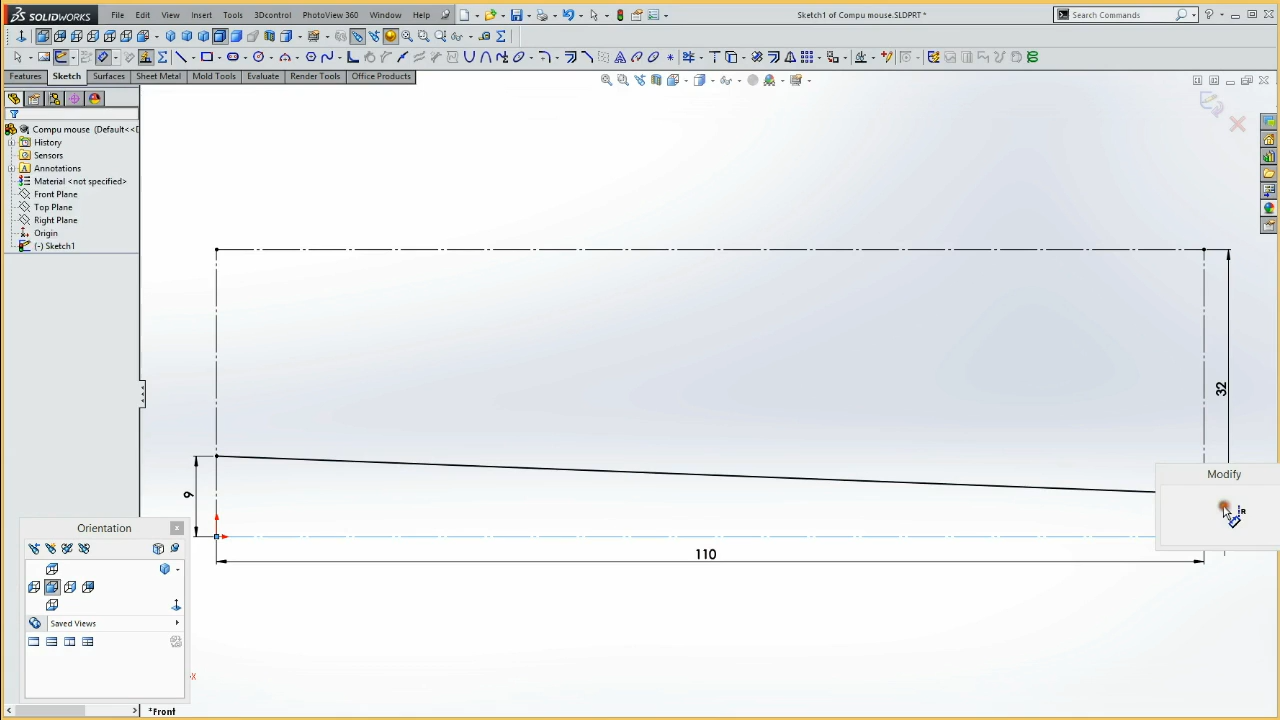 SOLIDWORKS File Edit View Insert Tools 3Dcontrol PhotoView 360 Window Help Sketch1 of Compu mouse.SLDPRT * Search Commands
Features Sketch Surfaces Sheet Metal Mold Tools Evaluate Render Tools Office Products
Compu mouse (Default<<D
History
Sensors
Annotations
Material <not specified>
Front Plane
Top Plane
Right Plane
Origin
(-) Sketch1
32
9
110
Modify
Orientation
Saved Views
*Front